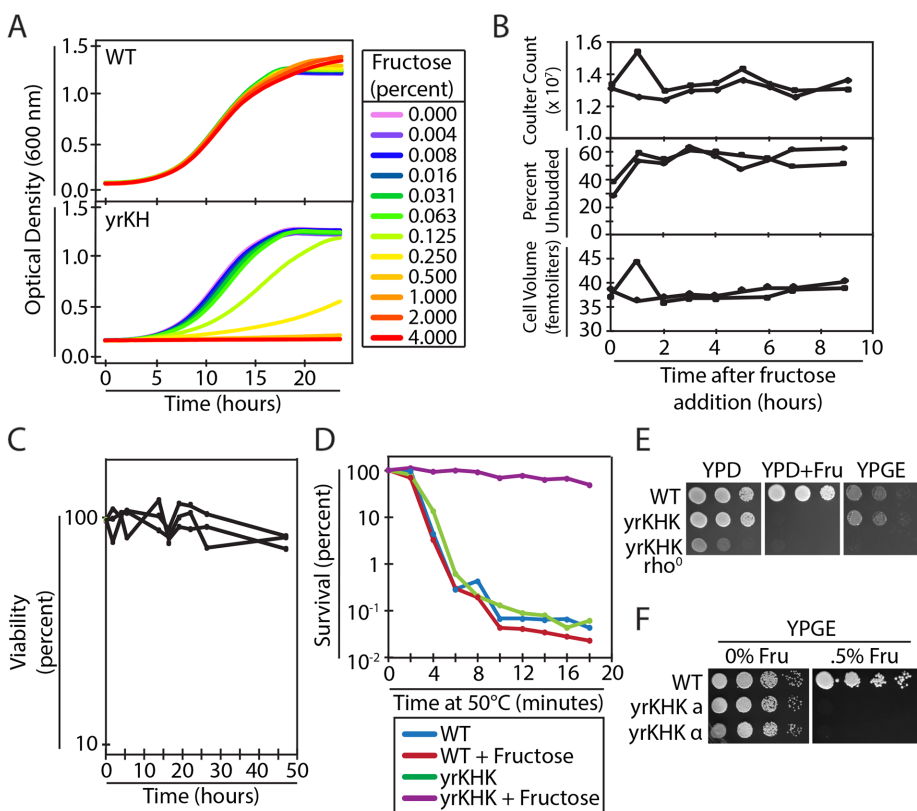 A
WT
yrKH
Optical Density (600 nm)
1.5
1.0
0.5
0.0
1.5
1.0
0.5
0.0
0 5 10 15 20
Time (hours)
Fructose
(percent)
0.000
0.004
0.008
0.016
0.031
0.063
0.125
0.250
0.500
1.000
2.000
4.000
B
Coulter Count
(x 10⁷)
1.6
1.4
1.2
1.0
Percent
Unbudded
60
40
20
0
Cell Volume
(femtoliters)
45
40
35
30
0 2 4 6 8 10
Time after fructose
addition (hours)
C
Viability
(percent)
100
10
0 10 20 30 40 50
Time (hours)
D
Survival (percent)
100
10
1
10⁻¹
10⁻²
0 4 8 12 16 20
Time at 50°C (minutes)
WT
WT + Fructose
yrKHK
yrKHK + Fructose
E
YPD YPD+Fru YPGE
WT
yrKHK
yrKHK
rho⁰
F
YPGE
0% Fru .5% Fru
WT
yrKHK a
yrKHK α